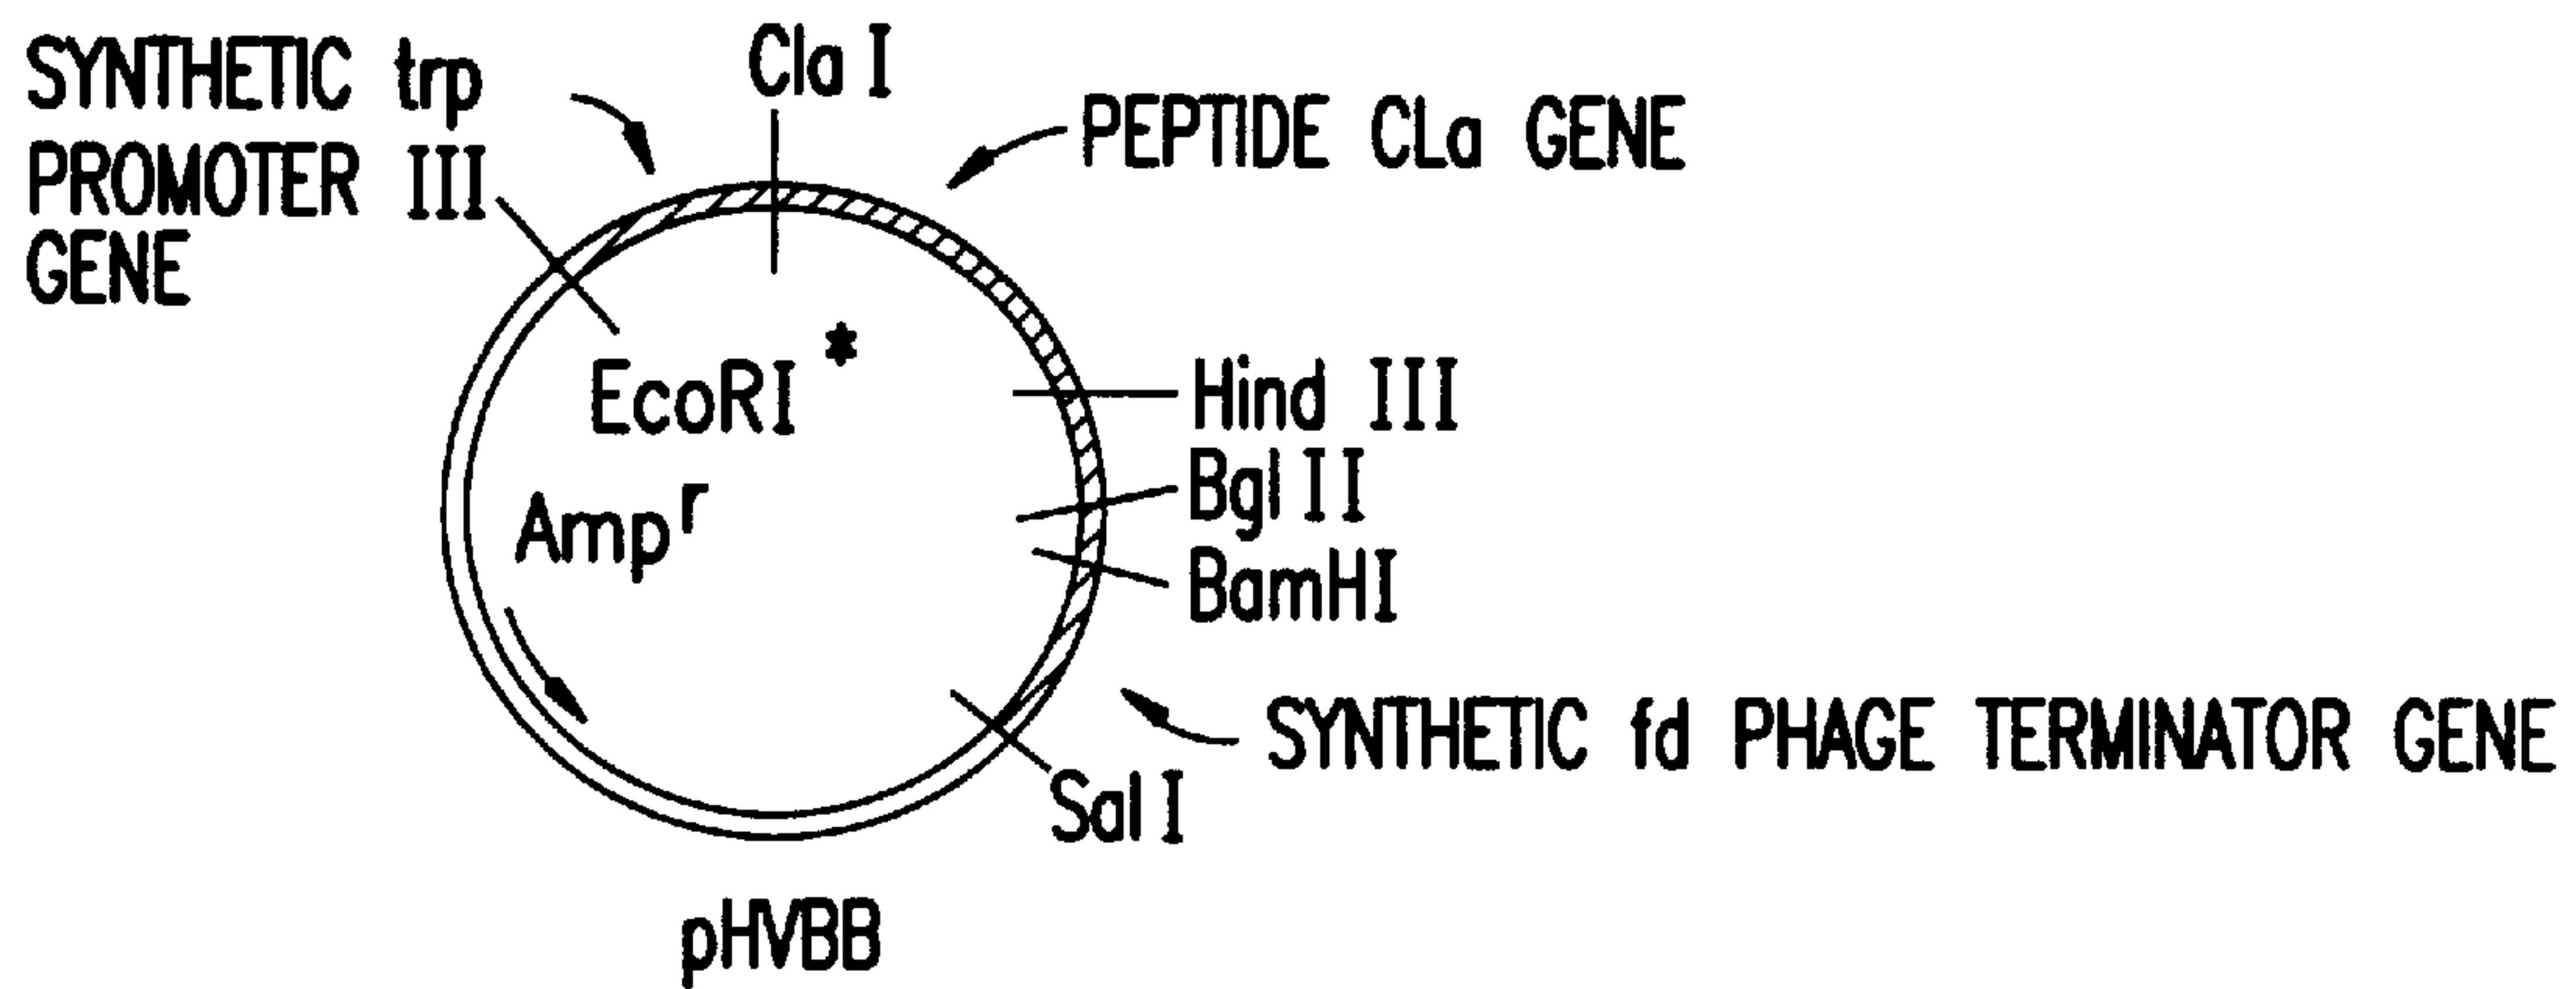 SYNTHETIC trp
PROMOTER III
GENE
Cla I
PEPTIDE CLa GENE
EcoRI *
Amp r
Hind III
Bgl II
BamHI
SYNTHETIC fd PHAGE TERMINATOR GENE
Sal I
pHVBB